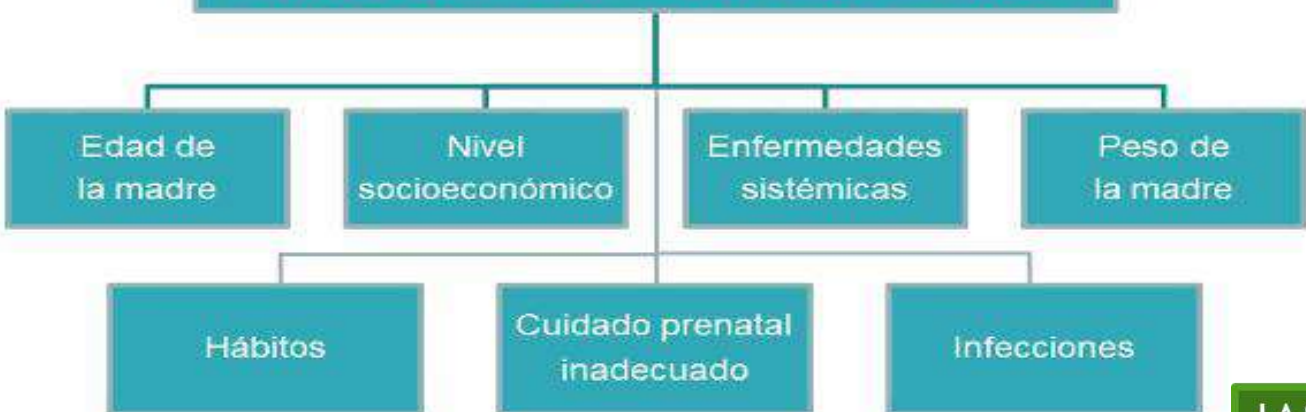 Edad de
la madre
Nivel
socioeconómico
Enfermedades
sistémicas
Peso de
la madre
Hábitos
Cuidado prenatal
inadecuado
Infecciones